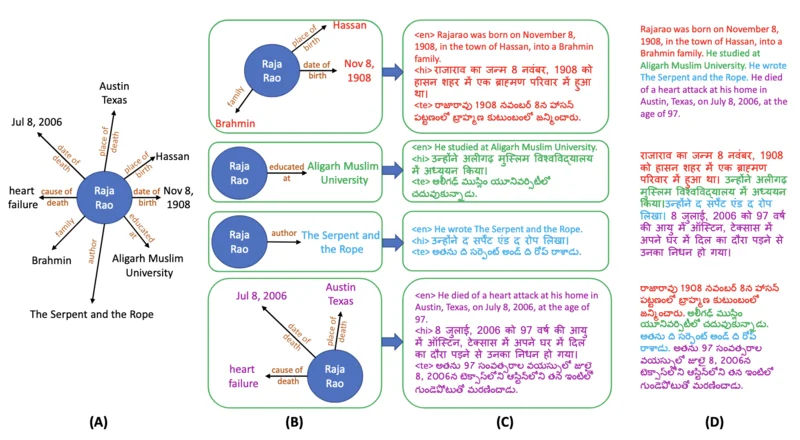 Austin
Texas
Jul 8, 2006
place of
death
date of
death
Hassan
place of
birth
heart
failure
cause of
death
Raja
Rao
date of
birth
Nov 8,
1908
family
author
educated
at
Brahmin
Aligarh Muslim
University
The Serpent and the Rope
(A)
Hassan
place of
birth
Raja
Rao
date of
birth
Nov 8,
1908
family
Brahmin
Raja
Rao
educated
at
Aligarh Muslim
University
Raja
Rao
author
The Serpent and
the Rope
Jul 8, 2006
Austin
Texas
date of
death
place of
death
heart
failure
cause of
death
Raja
Rao
(B)
<en> Rajarao was born on November 8,
1908, in the town of Hassan, into a Brahmin
family.
<hi> राजाराव का जन्म 8 नवंबर, 1908 को
हासन शहर में एक ब्राह्मण परिवार में हुआ
था।
<te> రాజారావు 1908 నవంబర్ 8న హాసన్
పట్టణంలో బ్రాహ్మణ కుటుంబంలో జన్మించారు.
<en> He studied at Aligarh Muslim University.
<hi> उन्होंने अलीगढ़ मुस्लिम विश्वविद्यालय
में अध्ययन किया।
<te> అలీగఢ్ ముస్లిం యూనివర్సిటీలో
చదువుకున్నాడు.
<en> He wrote The Serpent and the Rope.
<hi> उन्होंने द सर्पेंट एंड द रोप लिखा।
<te> అతను ది సర్పెంట్ అండ్ ది రోప్ రాశాడు.
<en> He died of a heart attack at his home in
Austin, Texas, on July 8, 2006, at the age of
97.
<hi> 8 जुलाई, 2006 को 97 वर्ष की आयु
में ऑस्टिन, टेक्सास में अपने घर में दिल
का दौरा पड़ने से उनका निधन हो गया।
<te> అతను 97 సంవత్సరాల వయస్సులో జూలై
8, 2006న టెక్సాస్‌లోని ఆస్టిన్‌లోని తన ఇంటిలో
గుండెపోటుతో మరణించాడు.
(C)
Rajarao was born on November
8, 1908, in the town of Hassan, into a
Brahmin family. He studied at
Aligarh Muslim University. He wrote
The Serpent and the Rope. He died
of a heart attack at his home in
Austin, Texas, on July 8, 2006, at the
age of 97.
राजाराव का जन्म 8 नवंबर, 1908
को हासन शहर में एक ब्राह्मण
परिवार में हुआ था। उन्होंने अलीगढ़
मुस्लिम विश्वविद्यालय में अध्ययन
किया।उन्होंने द सर्पेंट एंड द रोप
लिखा। 8 जुलाई, 2006 को 97 वर्ष
की आयु में ऑस्टिन, टेक्सास में
अपने घर में दिल का दौरा पड़ने से
उनका निधन हो गया।
రాజారావు 1908 నవంబర్ 8న హాసన్
పట్టణంలో బ్రాహ్మణ కుటుంబంలో
జన్మించారు. అలీగఢ్ ముస్లిం
యూనివర్సిటీలో చదువుకున్నాడు.
అతను ది సర్పెంట్ అండ్ ది రోప్
రాశాడు. అతను 97 సంవత్సరాల
వయస్సులో జూలై 8, 2006న
టెక్సాస్‌లోని ఆస్టిన్‌లోని తన ఇంటిలో
గుండెపోటుతో మరణించాడు.
(D)